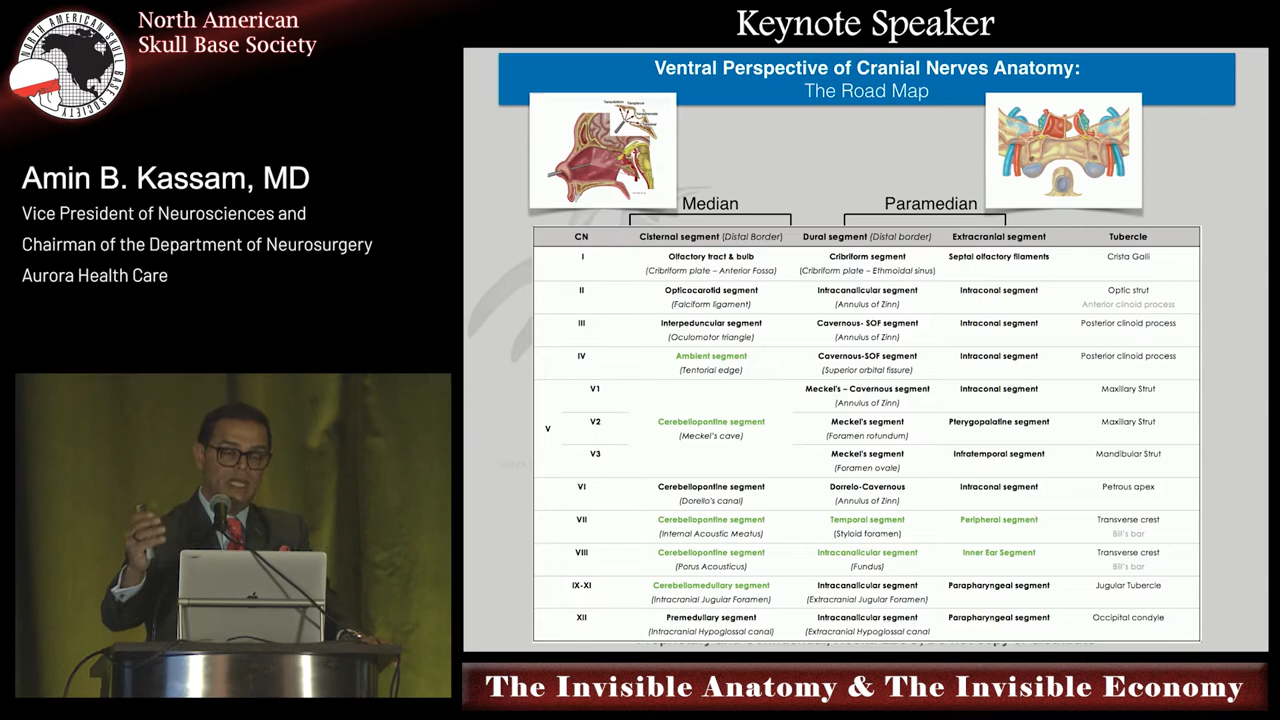 NORTH AMERICAN SKULL BASE SOCIETY
North American
Skull Base Society
Keynote Speaker
Amin B. Kassam, MD
Vice President of Neurosciences and
Chairman of the Department of Neurosurgery
Aurora Health Care
Ventral Perspective of Cranial Nerves Anatomy:
The Road Map
Median
Paramedian
CN Cisternal segment (Distal Border) Dural segment (Distal border) Extracranial segment Tubercle
I Olfactory tract & bulb Cribriform segment Septal olfactory filaments Crista Galli
(Cribriform plate – Anterior Fossa) (Cribriform plate – Ethmoidal sinus)
II Opticocarotid segment Intracanalicular segment Intraconal segment Optic strut
(Falciform ligament) (Annulus of Zinn) Anterior clinoid process
III Interpeduncular segment Cavernous- SOF segment Intraconal segment Posterior clinoid process
(Oculomotor triangle) (Annulus of Zinn)
IV Ambient segment Cavernous-SOF segment Intraconal segment Posterior clinoid process
(Tentorial edge) (Superior orbital fissure)
V1 Meckel's – Cavernous segment Intraconal segment Maxillary Strut
(Annulus of Zinn)
V V2 Cerebellopontine segment Meckel's segment Pterygopalatine segment Maxillary Strut
(Meckel's cave) (Foramen rotundum)
V3 Meckel's segment Infratemporal segment Mandibular Strut
(Foramen ovale)
VI Cerebellopontine segment Dorrelo-Cavernous Intraconal segment Petrous apex
(Dorello's canal) (Annulus of Zinn)
VII Cerebellopontine segment Temporal segment Peripheral segment Transverse crest
(Internal Acoustic Meatus) (Styloid foramen) Bill's bar
VIII Cerebellopontine segment Intracanalicular segment Inner Ear Segment Transverse crest
(Porus Acousticus) (Fundus) Bill's bar
IX-XI Cerebellomedullary segment Intracanalicular segment Parapharyngeal segment Jugular Tubercle
(Intracranial Jugular Foramen) (Extracranial Jugular Foramen)
XII Premedullary segment Intracanalicular segment Parapharyngeal segment Occipital condyle
(Intracranial Hypoglossal canal) (Extracranial Hypoglossal canal
The Invisible Anatomy & The Invisible Economy